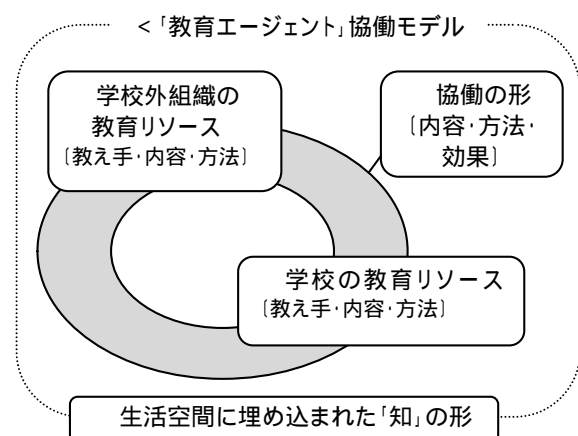 <「教育エージェント」協働モデル
学校外組織の
教育リソース
〔教え手・内容・方法〕
協働の形
〔内容・方法・
効果〕
学校の教育リソース
〔教え手・内容・方法〕
生活空間に埋め込まれた「知」の形